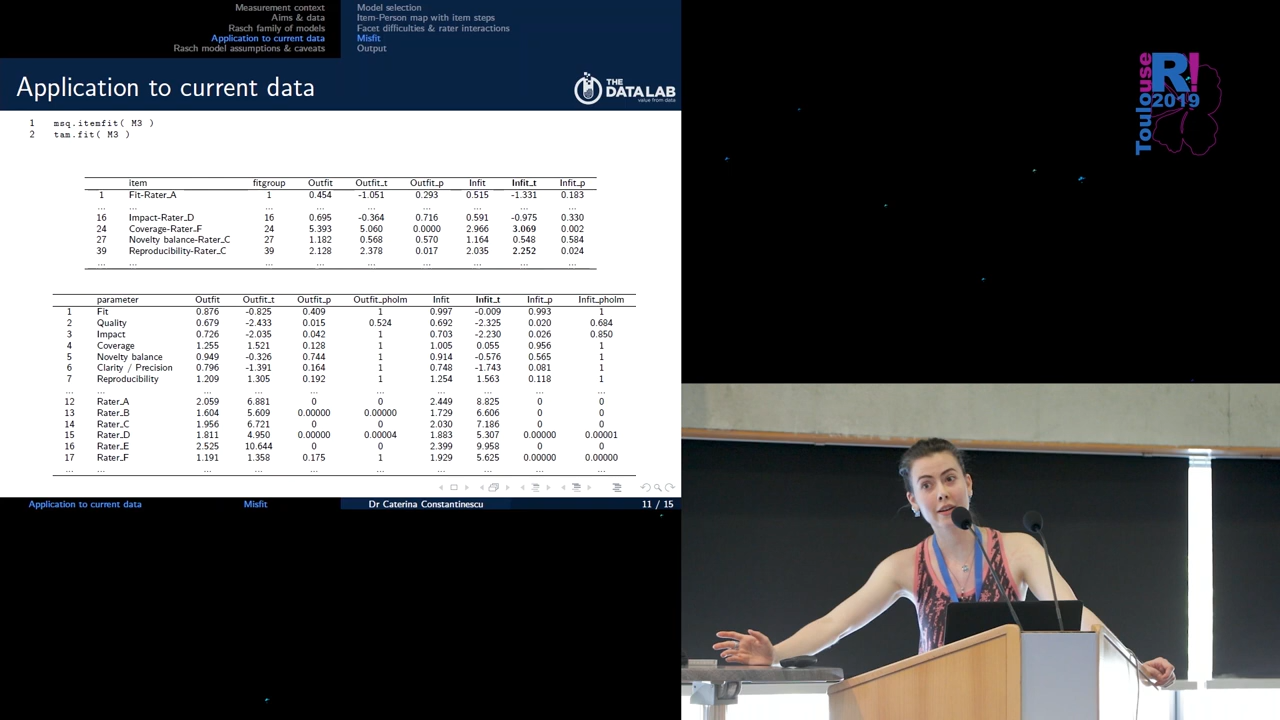 Measurement context
Aims & data
Rasch family of models
Application to current data
Rasch model assumptions & caveats
Model selection
Item-Person map with item steps
Facet difficulties & rater interactions
Misfit
Output
Application to current data
THE
DATALAB
value from data
1 msq.itemfit( M3 )
2 tam.fit( M3 )
item fitgroup Outfit Outfit_t Outfit_p Infit Infit_t Infit_p
1 Fit-Rater_A 1 0.454 -1.051 0.293 0.515 -1.331 0.183
... ... ... ... ... ... ... ... ...
16 Impact-Rater_D 16 0.695 -0.364 0.716 0.591 -0.975 0.330
24 Coverage-Rater_F 24 5.393 5.060 0.0000 2.966 3.069 0.002
27 Novelty balance-Rater_C 27 1.182 0.568 0.570 1.164 0.548 0.584
39 Reproducibility-Rater_C 39 2.128 2.378 0.017 2.035 2.252 0.024
... ... ... ... ... ... ... ... ...
parameter Outfit Outfit_t Outfit_p Outfit_pholm Infit Infit_t Infit_p Infit_pholm
1 Fit 0.876 -0.825 0.409 1 0.997 -0.009 0.993 1
2 Quality 0.679 -2.433 0.015 0.524 0.692 -2.325 0.020 0.684
3 Impact 0.726 -2.035 0.042 1 0.703 -2.230 0.026 0.850
4 Coverage 1.255 1.521 0.128 1 1.005 0.055 0.956 1
5 Novelty balance 0.949 -0.326 0.744 1 0.914 -0.576 0.565 1
6 Clarity / Precision 0.796 -1.391 0.164 1 0.748 -1.743 0.081 1
7 Reproducibility 1.209 1.305 0.192 1 1.254 1.563 0.118 1
... ... ... ... ... ... ... ... ... ...
12 Rater_A 2.059 6.881 0 0 2.449 8.825 0 0
13 Rater_B 1.604 5.609 0.00000 0.00000 1.729 6.606 0 0
14 Rater_C 1.956 6.721 0 0 2.030 7.186 0 0
15 Rater_D 1.811 4.950 0.00000 0.00004 1.883 5.307 0.00000 0.00001
16 Rater_E 2.525 10.644 0 0 2.399 9.958 0 0
17 Rater_F 1.191 1.358 0.175 1 1.929 5.625 0.00000 0.00000
... ... ... ... ... ... ... ... ... ...
Application to current data Misfit Dr Caterina Constantinescu 11 / 15
Toulouse
R!
2019